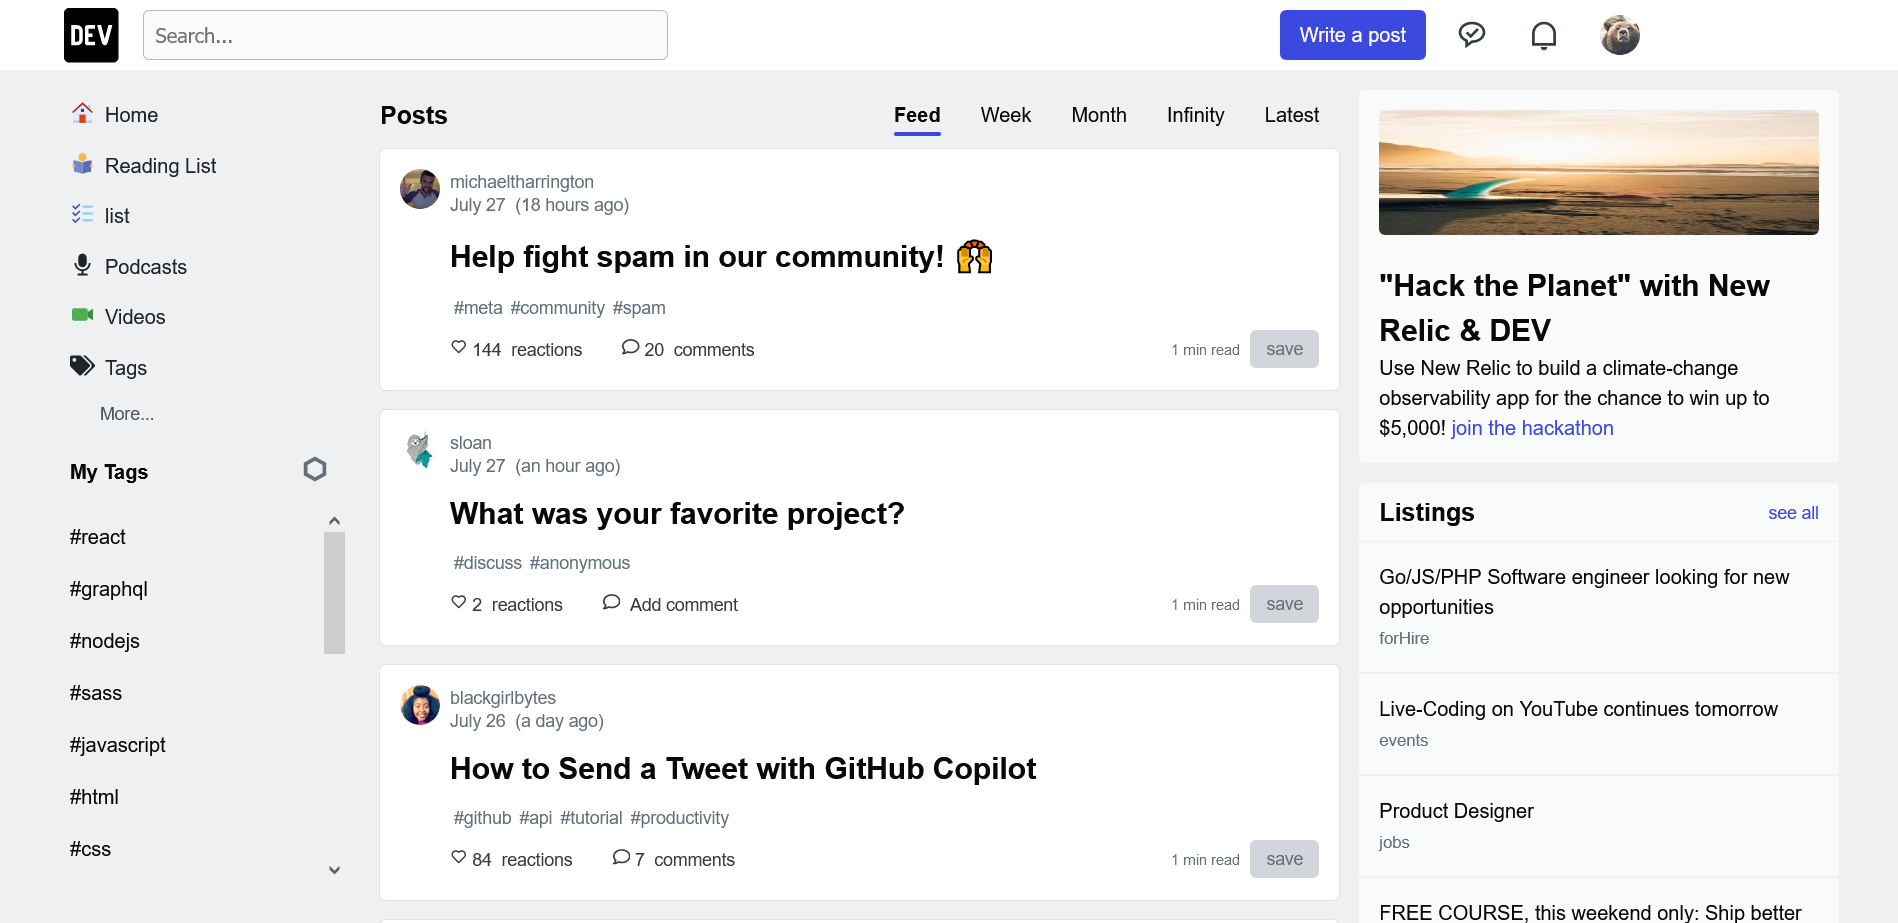 DEV
Search...
Write a post
Home
Reading List
list
Podcasts
Videos
Tags
More...
My Tags
#react
#graphql
#nodejs
#sass
#javascript
#html
#css
Posts
Feed Week Month Infinity Latest
michaeltharrington
July 27 (18 hours ago)
Help fight spam in our community! 🙌
#meta #community #spam
144 reactions 20 comments 1 min read save
sloan
July 27 (an hour ago)
What was your favorite project?
#discuss #anonymous
2 reactions Add comment 1 min read save
blackgirlbytes
July 26 (a day ago)
How to Send a Tweet with GitHub Copilot
#github #api #tutorial #productivity
84 reactions 7 comments 1 min read save
"Hack the Planet" with New
Relic & DEV
Use New Relic to build a climate-change
observability app for the chance to win up to
$5,000! join the hackathon
Listings see all
Go/JS/PHP Software engineer looking for new
opportunities
forHire
Live-Coding on YouTube continues tomorrow
events
Product Designer
jobs
FREE COURSE, this weekend only: Ship better